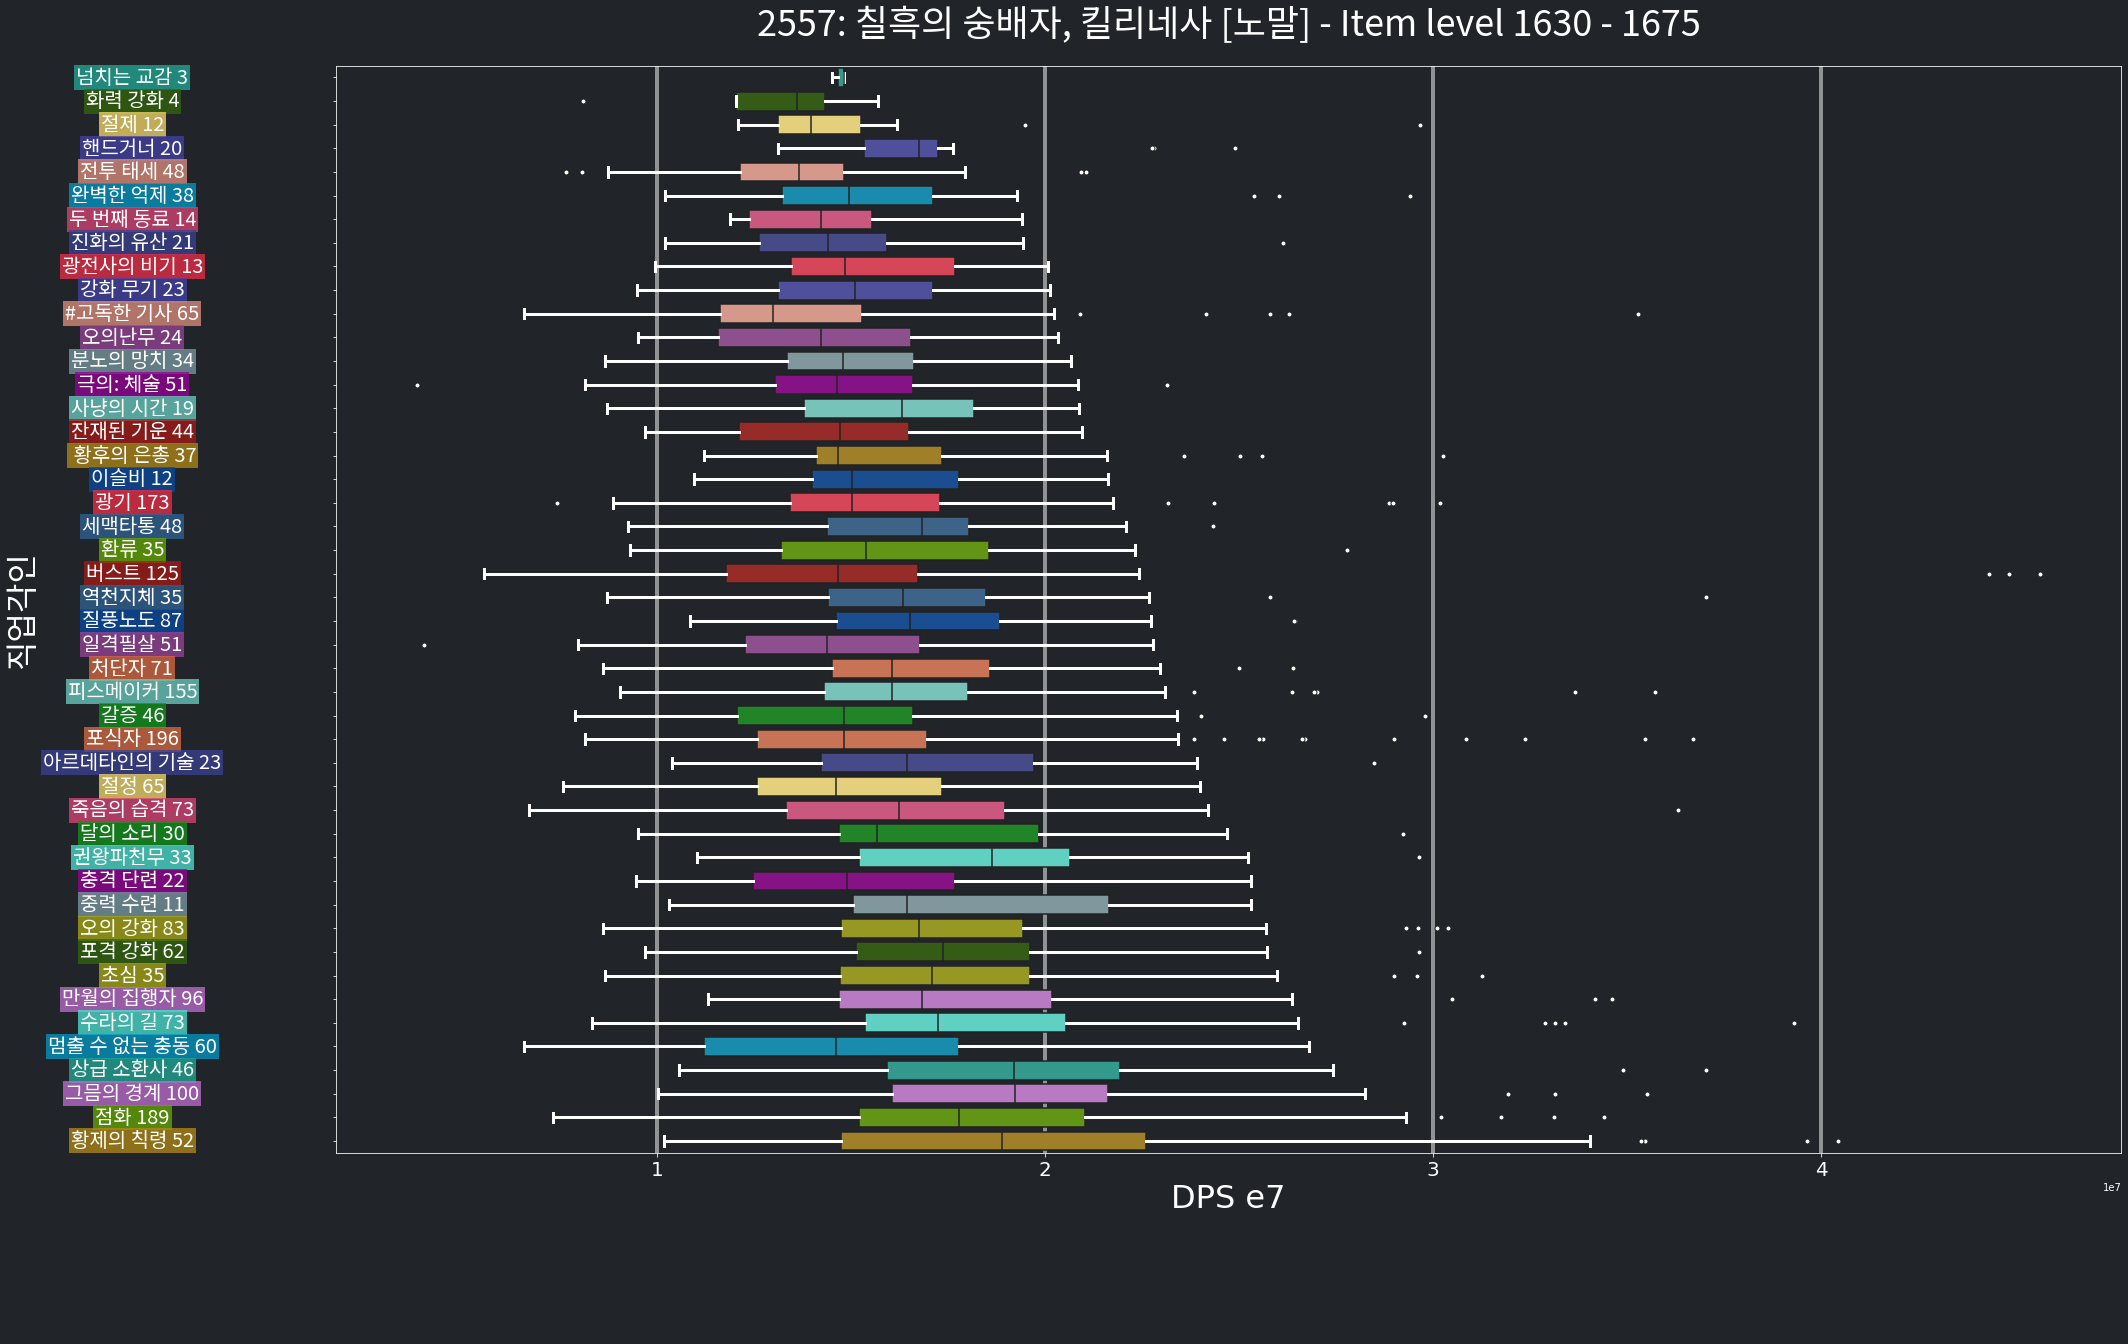 2557: 칠흑의 숭배자, 킬리네사 [노말] - Item level 1630 - 1675
넘치는 교감 3
화력 강화 4
절제 12
핸드거너 20
전투 태세 48
완벽한 억제 38
두 번째 동료 14
진화의 유산 21
광전사의 비기 13
강화 무기 23
#고독한 기사 65
오의난무 24
분노의 망치 34
극의: 체술 51
사냥의 시간 19
잔재된 기운 44
황후의 은총 37
이슬비 12
광기 173
세맥타통 48
환류 35
버스트 125
역천지체 35
질풍노도 87
일격필살 51
처단자 71
피스메이커 155
갈증 46
포식자 196
아르데타인의 기술 23
절정 65
죽음의 습격 73
달의 소리 30
권왕파천무 33
충격 단련 22
중력 수련 11
오의 강화 83
포격 강화 62
초심 35
만월의 집행자 96
수라의 길 73
멈출 수 없는 충동 60
상급 소환사 46
그믐의 경계 100
점화 189
황제의 칙령 52
직업각인
1 2 3 4
1e7
DPS e7